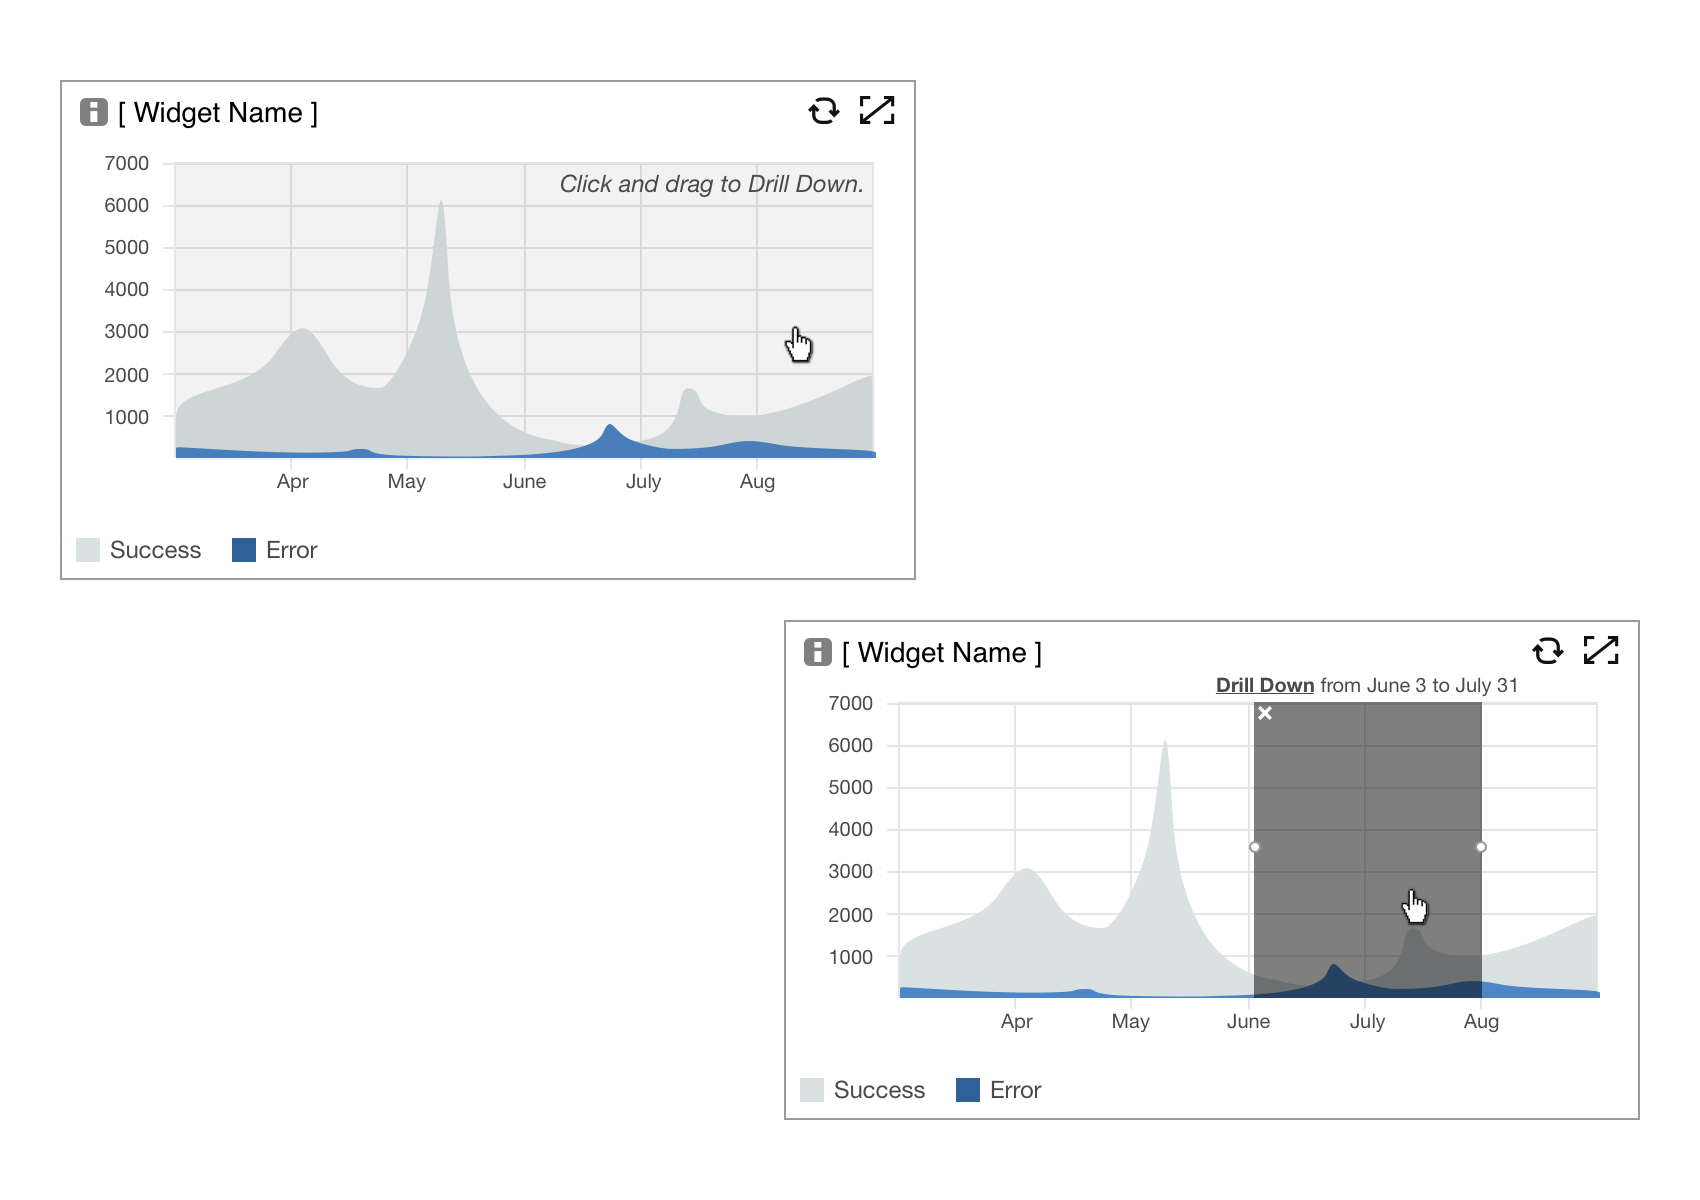 [ Widget Name ]
Click and drag to Drill Down.
7000
6000
5000
4000
3000
2000
1000
Apr May June July Aug
Success Error
[ Widget Name ]
Drill Down from June 3 to July 31
7000
6000
5000
4000
3000
2000
1000
Apr May June July Aug
Success Error